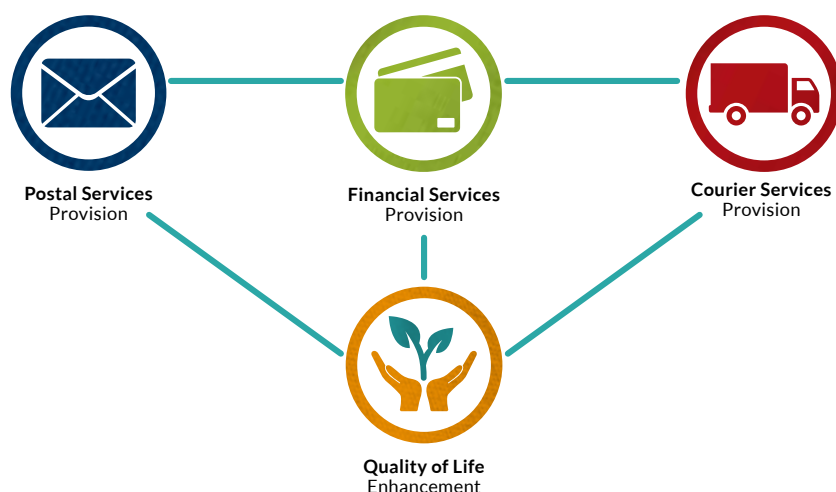 Postal Services
Provision
Financial Services
Provision
Courier Services
Provision
Quality of Life
Enhancement